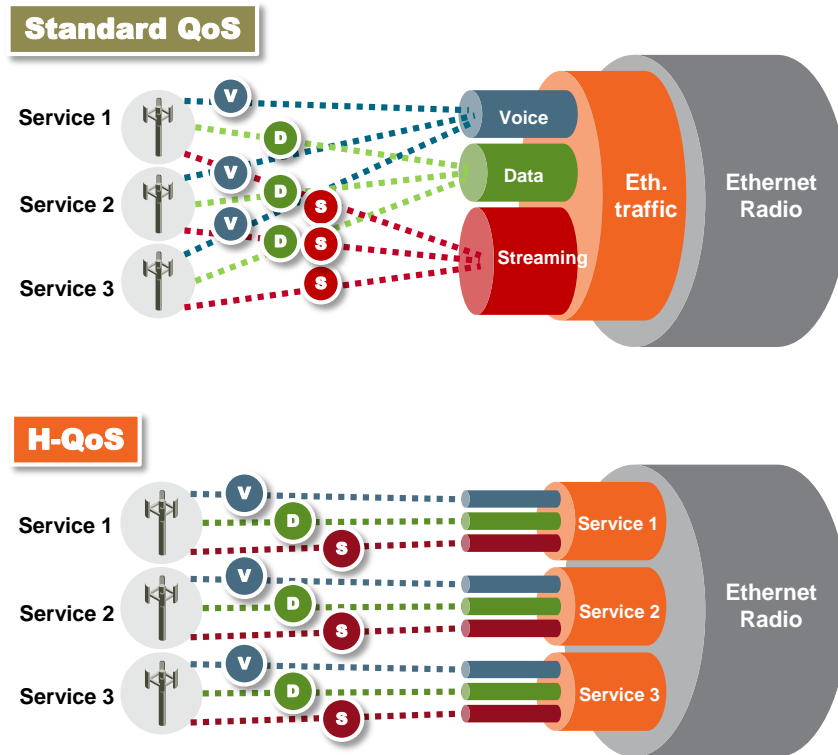 Standard QoS
Service 1
V
D
Voice
Service 2
V
D
S
Data
Eth.
traffic
Ethernet
Radio
V
D
S
Streaming
Service 3
S
H-QoS
Service 1
V
D
S
Service 1
Service 2
V
D
S
Service 2
Ethernet
Radio
Service 3
V
D
S
Service 3